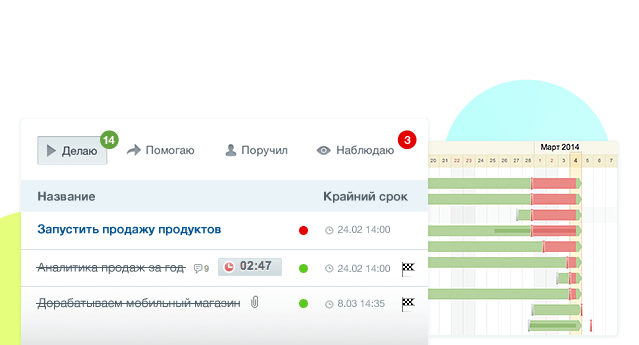 14
3
Делаю
Помогаю
Поручил
Наблюдаю
Название
Крайний срок
Запустить продажу продуктов
24.02 14:00
Аналитика продаж за год
9
02:47
24.02 14:00
Дорабатываем мобильный магазин
8.03 14:35
Март 2014
20 21 22 23 24 25 26 27 28 1 2 3 4 5 6 7